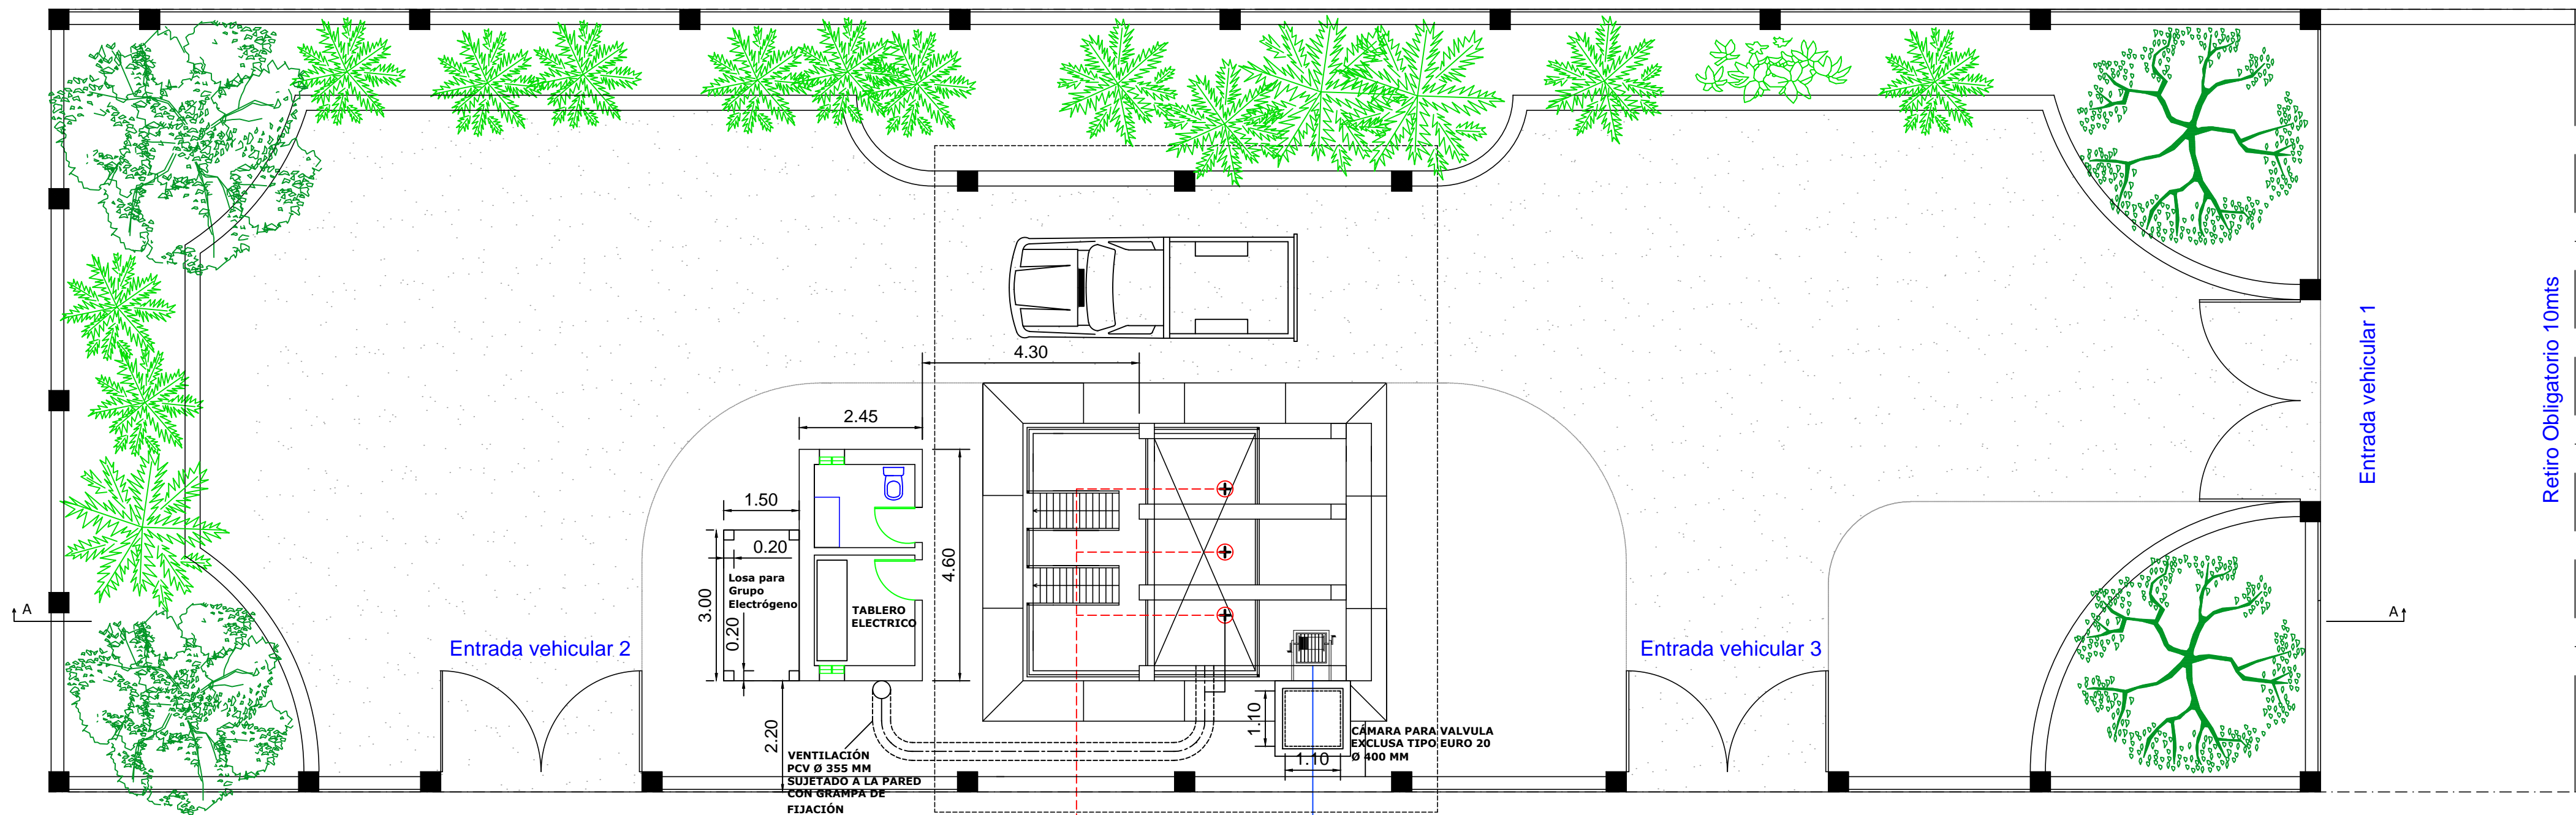 4.30
2.45
1.50
0.20
4.60
Losa para
Grupo
Electrógeno
3.00
0.20
TABLERO
ELECTRICO
A
A
Entrada vehicular 1
Retiro Obligatorio 10mts
Entrada vehicular 2
Entrada vehicular 3
2.20
1.10
1.10
VENTILACIÓN
PCV Ø 355 MM
SUJETADO A LA PARED
CON GRAMPA DE
FIJACIÓN
CÁMARA PARA VALVULA
EXCLUSA TIPO EURO 20
Ø 400 MM